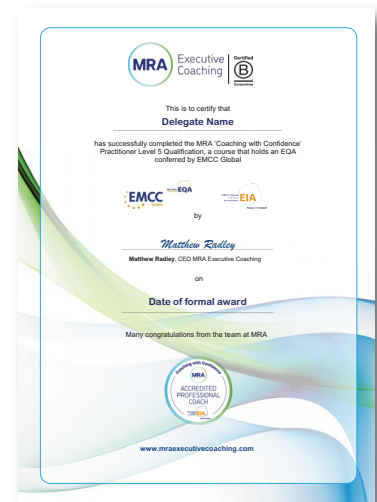 MRA
Executive
Coaching
Certified
B
Corporation
This is to certify that
Delegate Name
has successfully completed the MRA ‘Coaching with Confidence’
Practitioner Level 5 Qualification, a course that holds an EQA
conferred by EMCC Global
EMCC
GLOBAL
EQA
EIA
PRACTITIONER
by
Matthew Radley
Matthew Radley, CEO MRA Executive Coaching
on
Date of formal award
Many congratulations from the team at MRA
Coaching with Confidence
MRA
ACCREDITED
PROFESSIONAL
COACH
EIA
www.mraexecutivecoaching.com